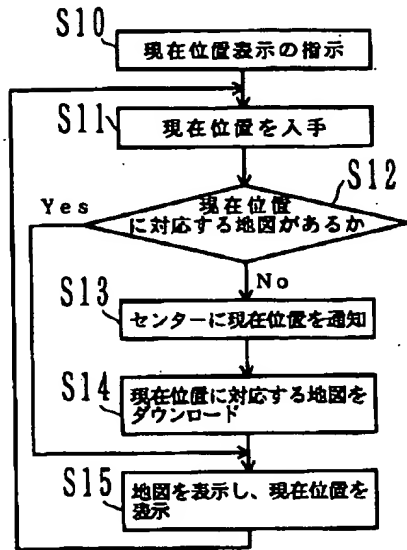 S10
現在位置表示の指示
S11
現在位置を入手
S12
現在位置
に対応する地図があるか
Yes
No
S13
センターに現在位置を通知
S14
現在位置に対応する地図を
ダウンロード
S15
地図を表示し、現在位置を
表示